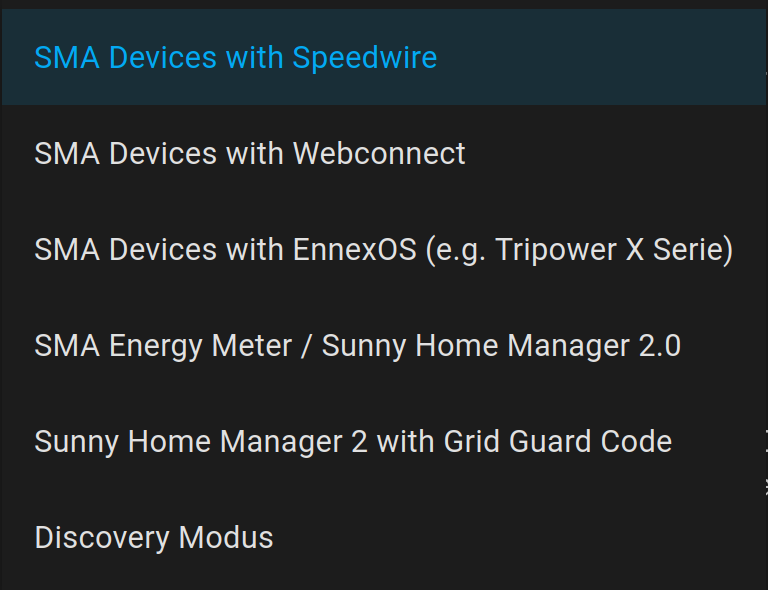 SMA Devices with Speedwire
SMA Devices with Webconnect
SMA Devices with EnnexOS (e.g. Tripower X Serie)
SMA Energy Meter / Sunny Home Manager 2.0
Sunny Home Manager 2 with Grid Guard Code
Discovery Modus